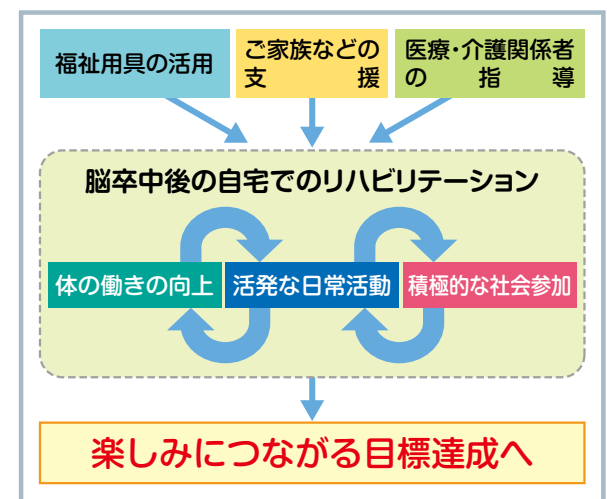 福祉用具の活用
ご家族などの
支援
医療・介護関係者
の指導
脳卒中後の自宅でのリハビリテーション
体の働きの向上
活発な日常活動
積極的な社会参加
楽しみにつながる目標達成へ